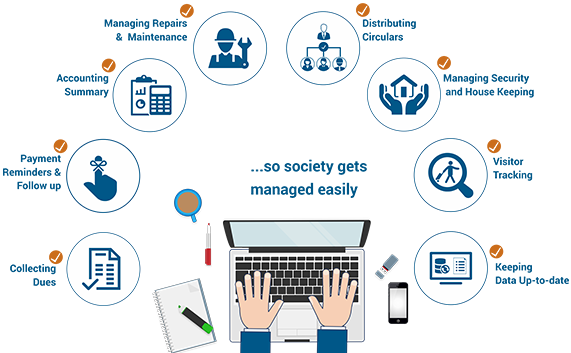 Managing Repairs
& Maintenance
Distributing
Circulars
Accounting
Summary
Managing Security
and House Keeping
Payment
Reminders &
Follow up
...so society gets
managed easily
Visitor
Tracking
Collecting
Dues
Keeping
Data Up-to-date